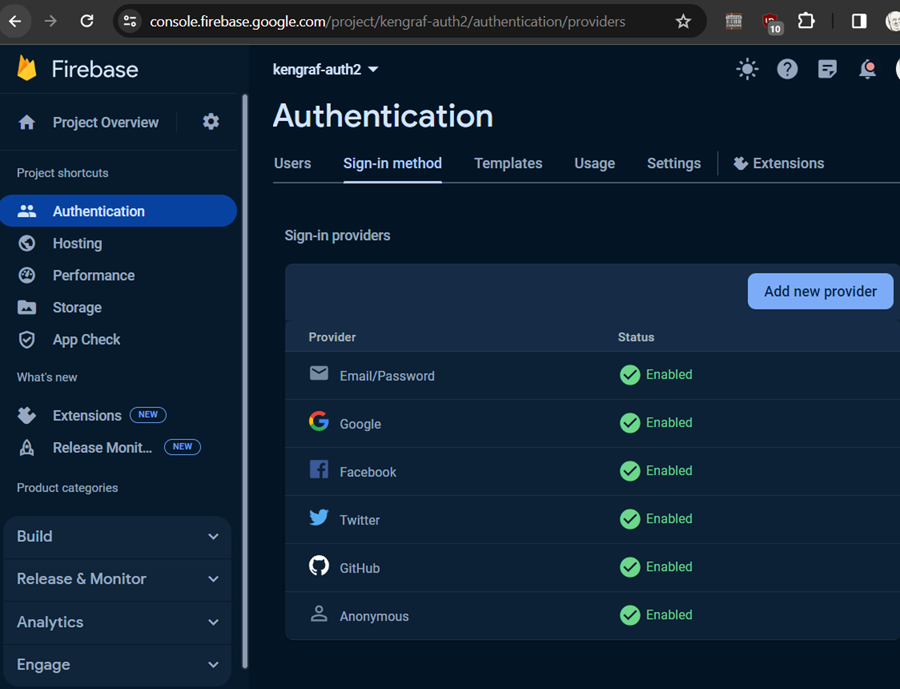 console.firebase.google.com/project/kengraf-auth2/authentication/providers
10
Firebase
kengraf-auth2
Project Overview
Authentication
Users Sign-in method Templates Usage Settings Extensions
Project shortcuts
Authentication
Hosting
Performance
Storage
App Check
What's new
Extensions NEW
Release Monit... NEW
Product categories
Build
Release & Monitor
Analytics
Engage
Sign-in providers
Add new provider
Provider Status
Email/Password Enabled
Google Enabled
Facebook Enabled
Twitter Enabled
GitHub Enabled
Anonymous Enabled